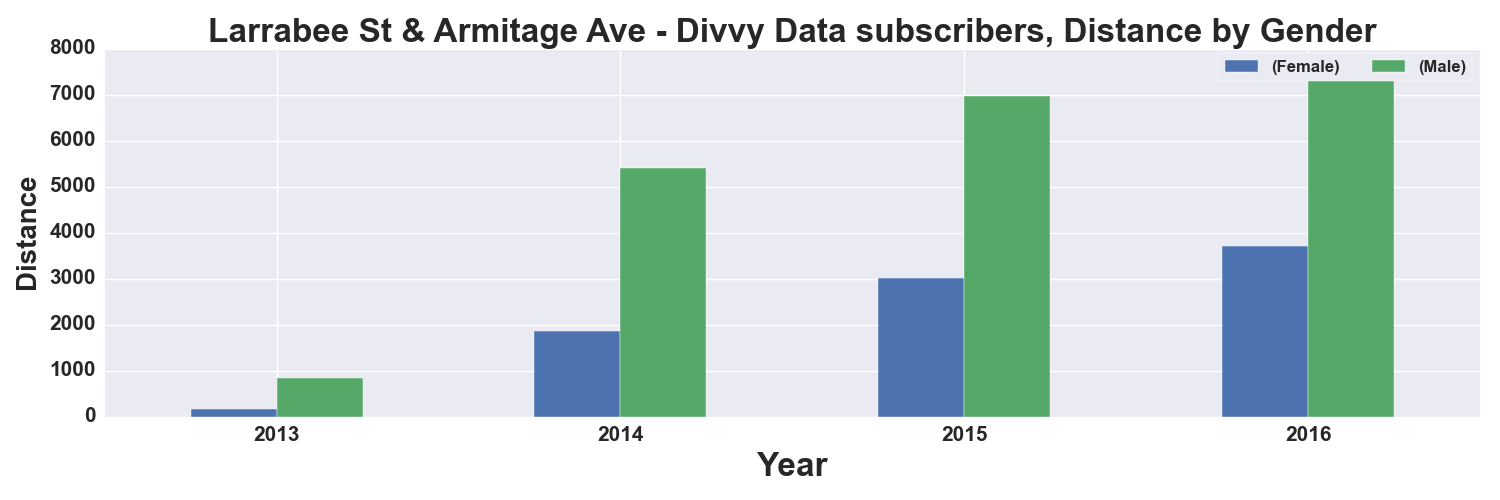 Larrabee St & Armitage Ave - Divvy Data subscribers, Distance by Gender
(Female) (Male)
8000
7000
6000
5000
4000
3000
2000
1000
0
Distance
2013 2014 2015 2016
Year